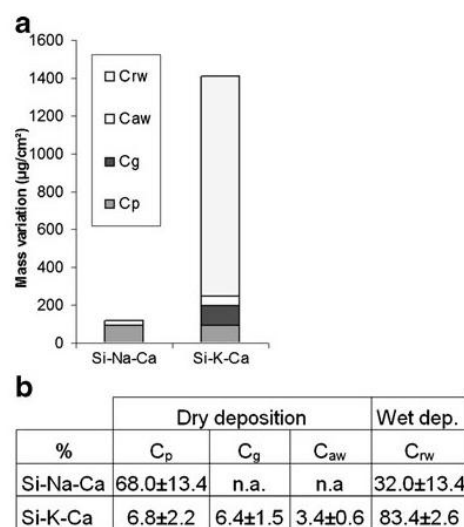 a
1600
1400
1200
1000
800
600
400
200
0
Mass variation (µg/cm²)
Crw
Caw
Cg
Cp
Si-Na-Ca Si-K-Ca
b
Dry deposition Wet dep.
% Cp Cg Caw Crw
Si-Na-Ca 68.0±13.4 n.a. n.a 32.0±13.4
Si-K-Ca 6.8±2.2 6.4±1.5 3.4±0.6 83.4±2.6